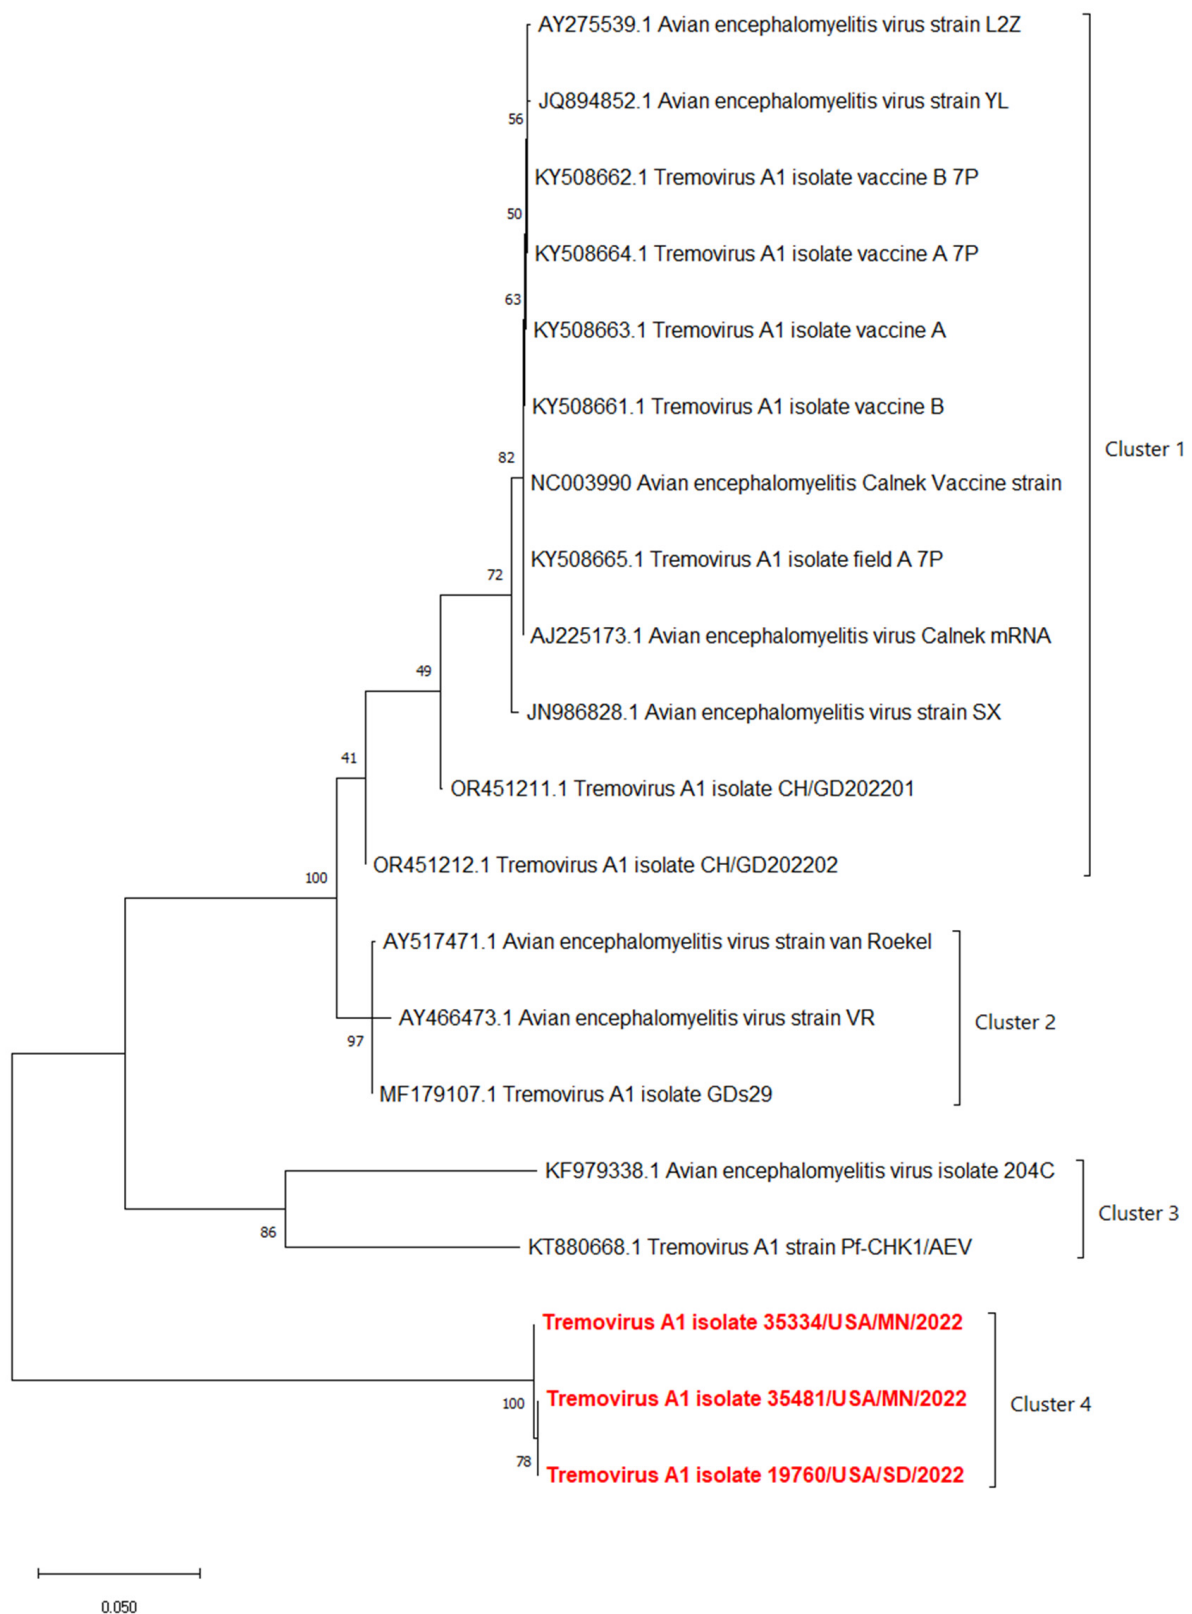 AY275539.1 Avian encephalomyelitis virus strain L2Z
JQ894852.1 Avian encephalomyelitis virus strain YL
56
KY508662.1 Tremovirus A1 isolate vaccine B 7P
50
KY508664.1 Tremovirus A1 isolate vaccine A 7P
63
KY508663.1 Tremovirus A1 isolate vaccine A
KY508661.1 Tremovirus A1 isolate vaccine B
Cluster 1
82
NC003990 Avian encephalomyelitis Calnek Vaccine strain
KY508665.1 Tremovirus A1 isolate field A 7P
72
AJ225173.1 Avian encephalomyelitis virus Calnek mRNA
49
JN986828.1 Avian encephalomyelitis virus strain SX
41
OR451211.1 Tremovirus A1 isolate CH/GD202201
OR451212.1 Tremovirus A1 isolate CH/GD202202
100
AY517471.1 Avian encephalomyelitis virus strain van Roekel
AY466473.1 Avian encephalomyelitis virus strain VR
Cluster 2
97
MF179107.1 Tremovirus A1 isolate GDs29
KF979338.1 Avian encephalomyelitis virus isolate 204C
Cluster 3
86
KT880668.1 Tremovirus A1 strain Pf-CHK1/AEV
Tremovirus A1 isolate 35334/USA/MN/2022
Tremovirus A1 isolate 35481/USA/MN/2022
100
Cluster 4
78
Tremovirus A1 isolate 19760/USA/SD/2022
0.050